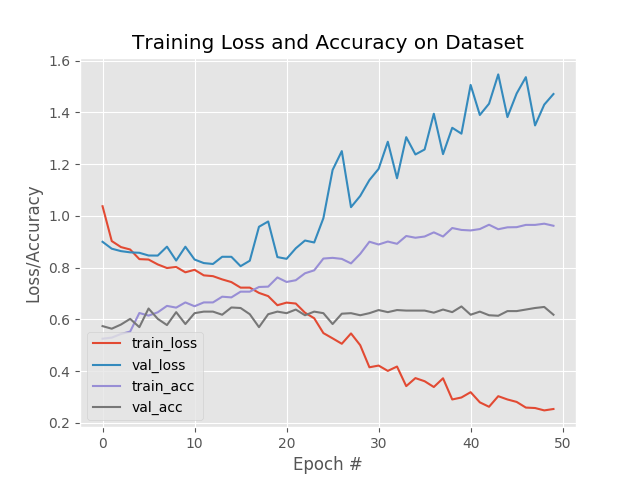 Training Loss and Accuracy on Dataset
1.6
1.4
1.2
1.0
0.8
0.6
0.4
0.2
Loss/Accuracy
train_loss
val_loss
train_acc
val_acc
0 10 20 30 40 50
Epoch #